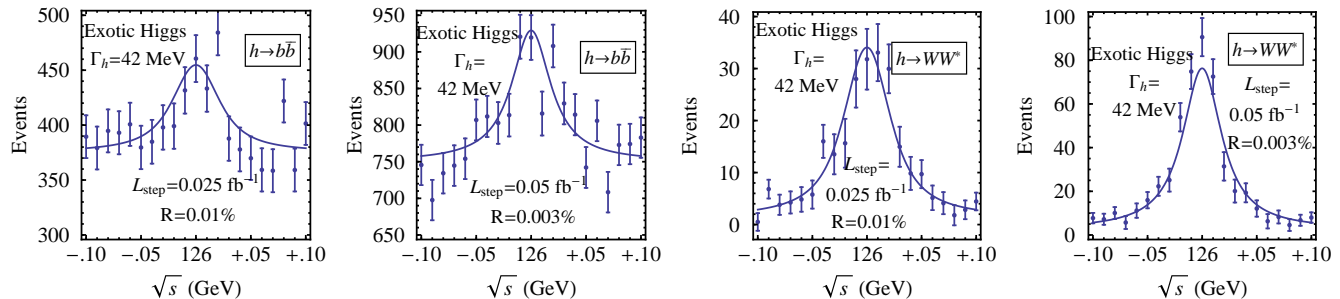 500
450
400
350
300
Events
Exotic Higgs
Γh=42 MeV
h→bb̅
Lstep=0.025 fb−1
R=0.01%
−.10
−.05
126
+.05
+.10
√s (GeV)
950
900
850
800
750
700
650
Events
Exotic Higgs
Γh=
42 MeV
h→bb̅
Lstep=0.05 fb−1
R=0.003%
−.10
−.05
126
+.05
+.10
√s (GeV)
40
30
20
10
0
Events
Exotic Higgs
Γh=
42 MeV
h→WW*
Lstep=
0.025 fb−1
R=0.01%
−.10
−.05
126
+.05
+.10
√s (GeV)
100
80
60
40
20
0
Events
Exotic Higgs
Γh=
42 MeV
h→WW*
Lstep=
0.05 fb−1
R=0.003%
−.10
−.05
126
+.05
+.10
√s (GeV)